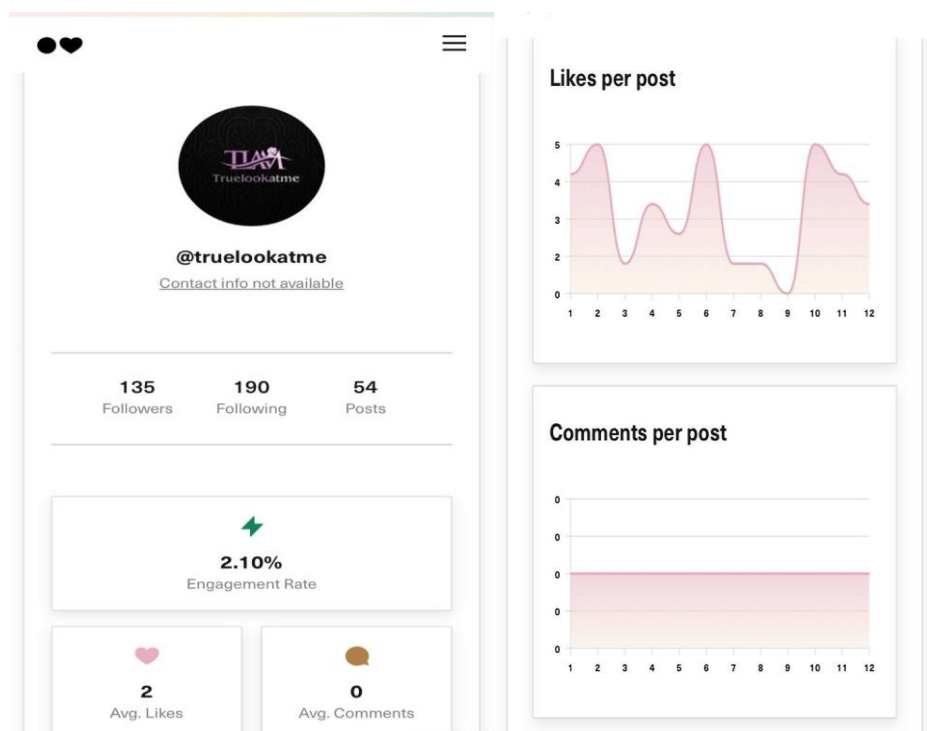 TLAM
Truelookatme
@truelookatme
Contact info not available
135 190 54
Followers Following Posts
2.10%
Engagement Rate
2 0
Avg. Likes Avg. Comments
Likes per post
5
4
3
2
0
1 2 3 4 5 6 7 8 9 10 11 12
Comments per post
0
0
0
0
0
1 2 3 4 5 6 7 8 9 10 11 12